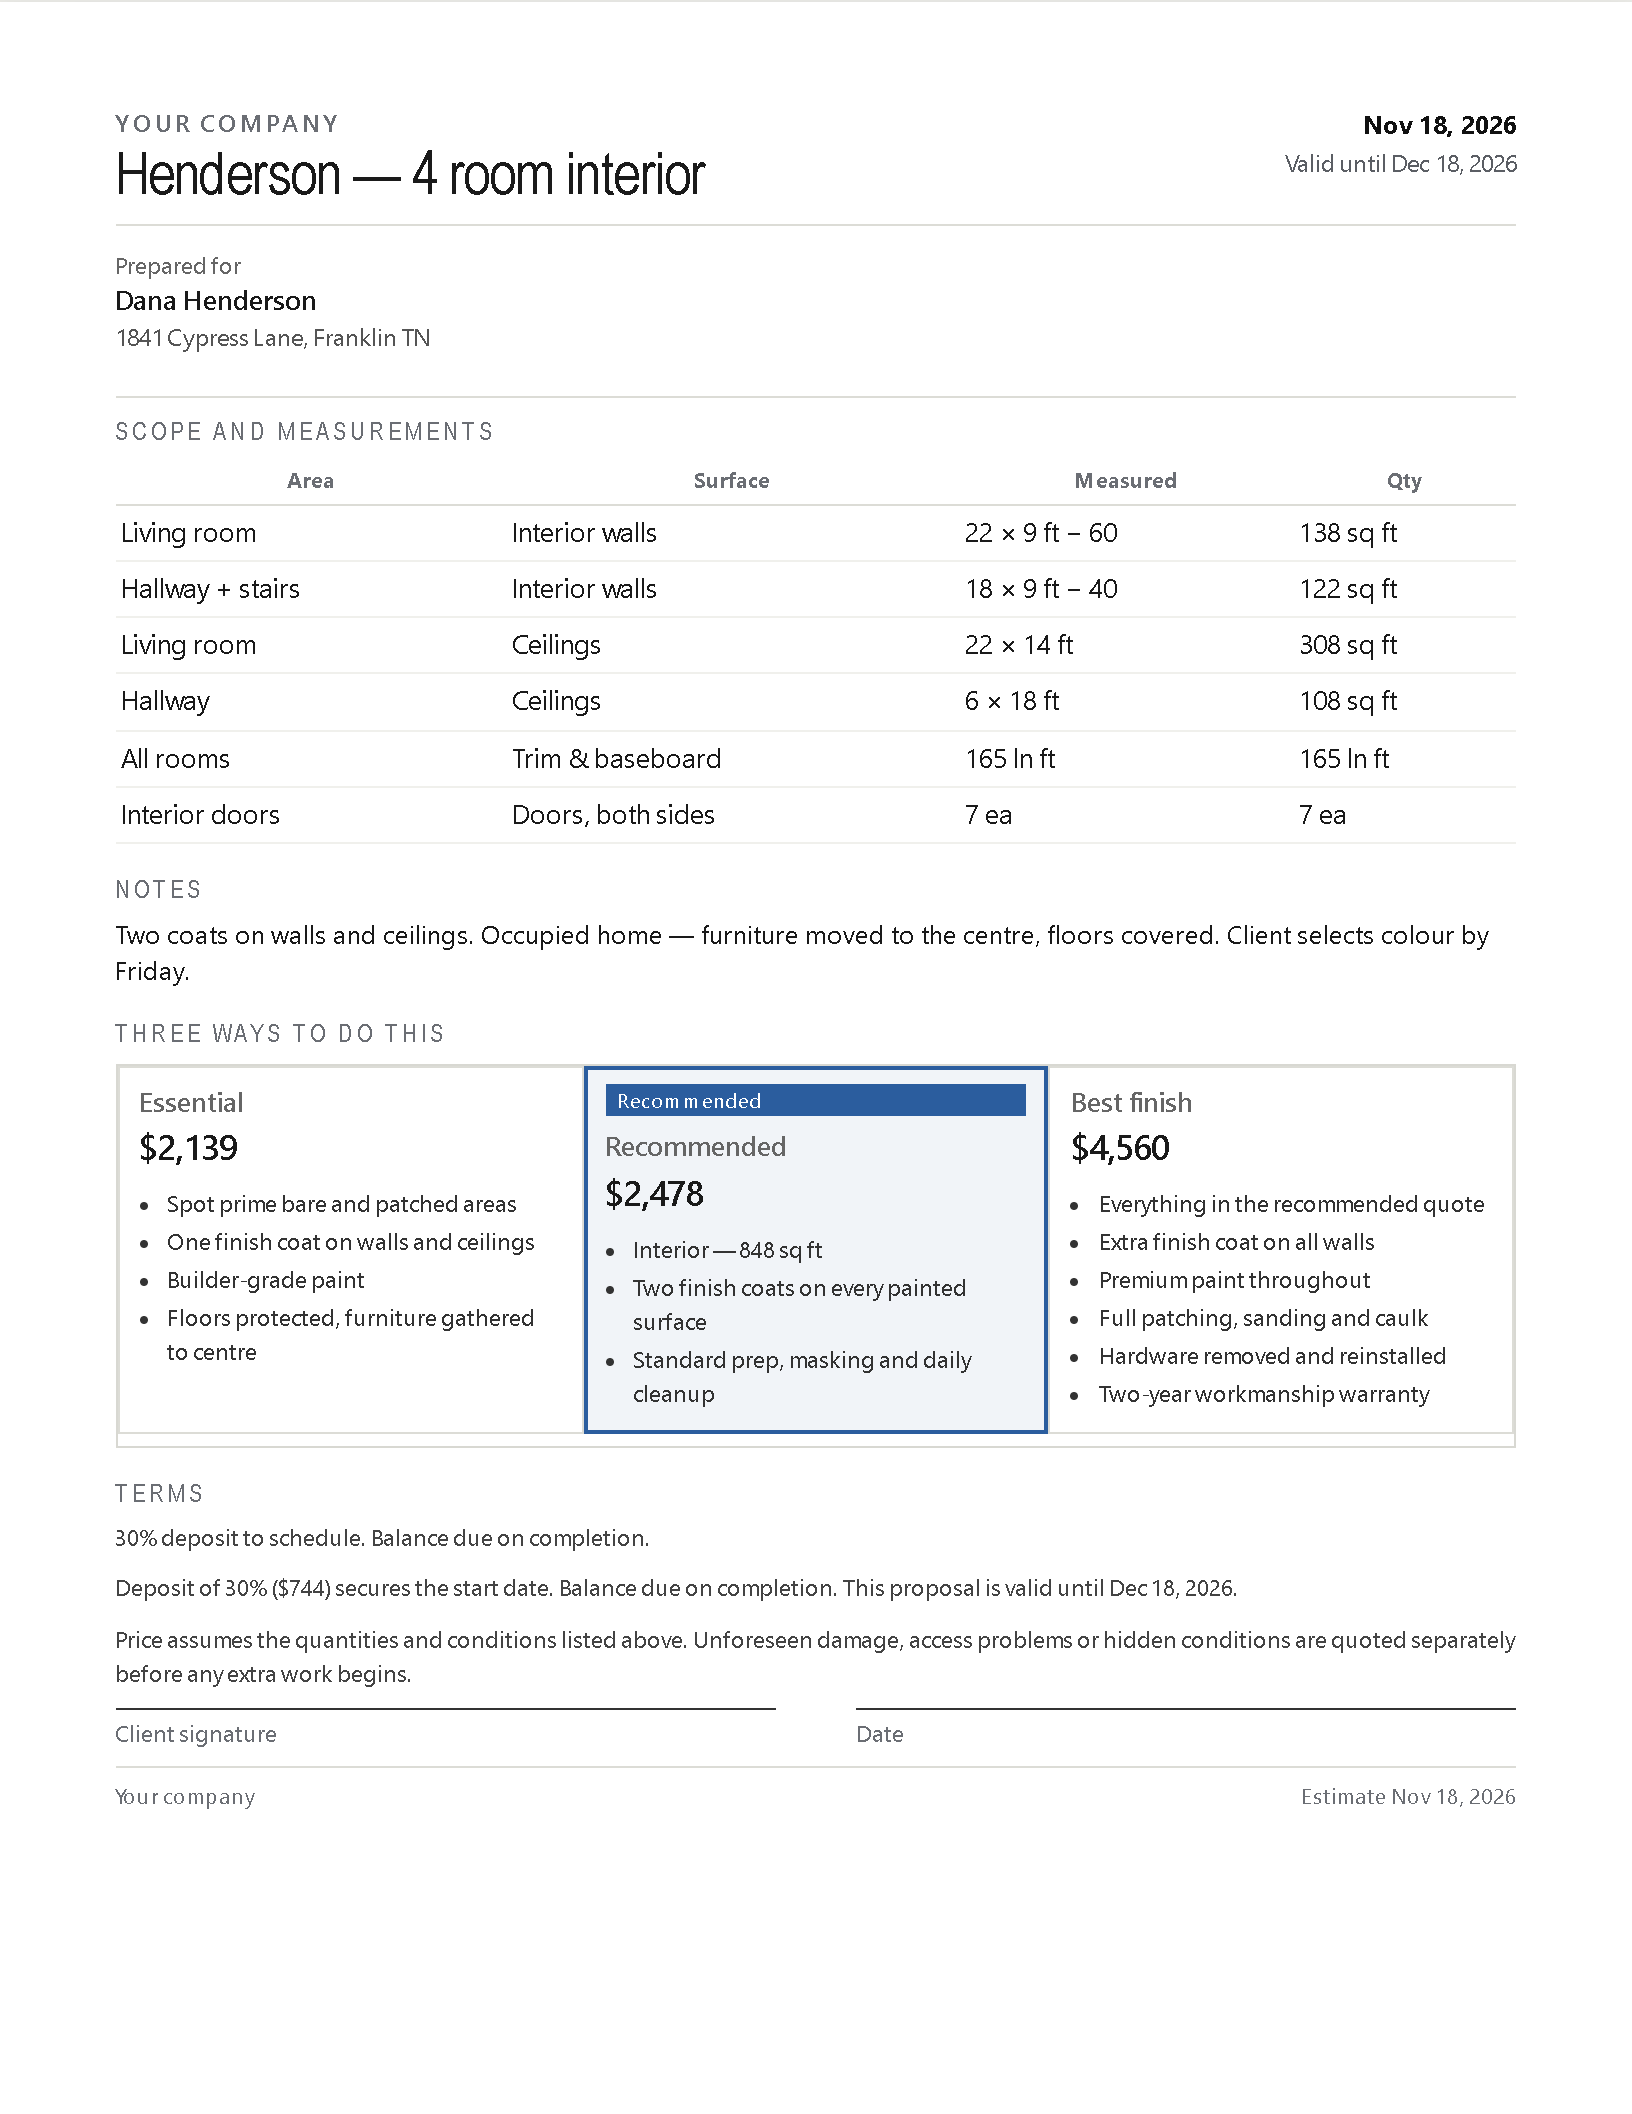 YOUR COMPANY
Nov 18, 2026
Henderson — 4 room interior
Valid until Dec 18, 2026
Prepared for
Dana Henderson
1841 Cypress Lane, Franklin TN
SCOPE AND MEASUREMENTS
Area Surface Measured Qty
Living room Interior walls 22 × 9 ft − 60 138 sq ft
Hallway + stairs Interior walls 18 × 9 ft − 40 122 sq ft
Living room Ceilings 22 × 14 ft 308 sq ft
Hallway Ceilings 6 × 18 ft 108 sq ft
All rooms Trim & baseboard 165 ln ft 165 ln ft
Interior doors Doors, both sides 7 ea 7 ea
NOTES
Two coats on walls and ceilings. Occupied home — furniture moved to the centre, floors covered. Client selects colour by
Friday.
THREE WAYS TO DO THIS
Essential
$2,139
• Spot prime bare and patched areas
• One finish coat on walls and ceilings
• Builder-grade paint
• Floors protected, furniture gathered
to centre
Recommended
Recommended
$2,478
• Interior — 848 sq ft
• Two finish coats on every painted
surface
• Standard prep, masking and daily
cleanup
Best finish
$4,560
• Everything in the recommended quote
• Extra finish coat on all walls
• Premium paint throughout
• Full patching, sanding and caulk
• Hardware removed and reinstalled
• Two-year workmanship warranty
TERMS
30% deposit to schedule. Balance due on completion.
Deposit of 30% ($744) secures the start date. Balance due on completion. This proposal is valid until Dec 18, 2026.
Price assumes the quantities and conditions listed above. Unforeseen damage, access problems or hidden conditions are quoted separately
before any extra work begins.
Client signature
Date
Your company
Estimate Nov 18, 2026